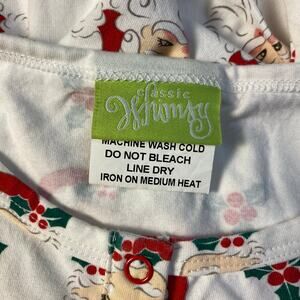 classic
Whimsy
MACHINE WASH COLD
DO NOT BLEACH
LINE DRY
IRON ON MEDIUM HEAT